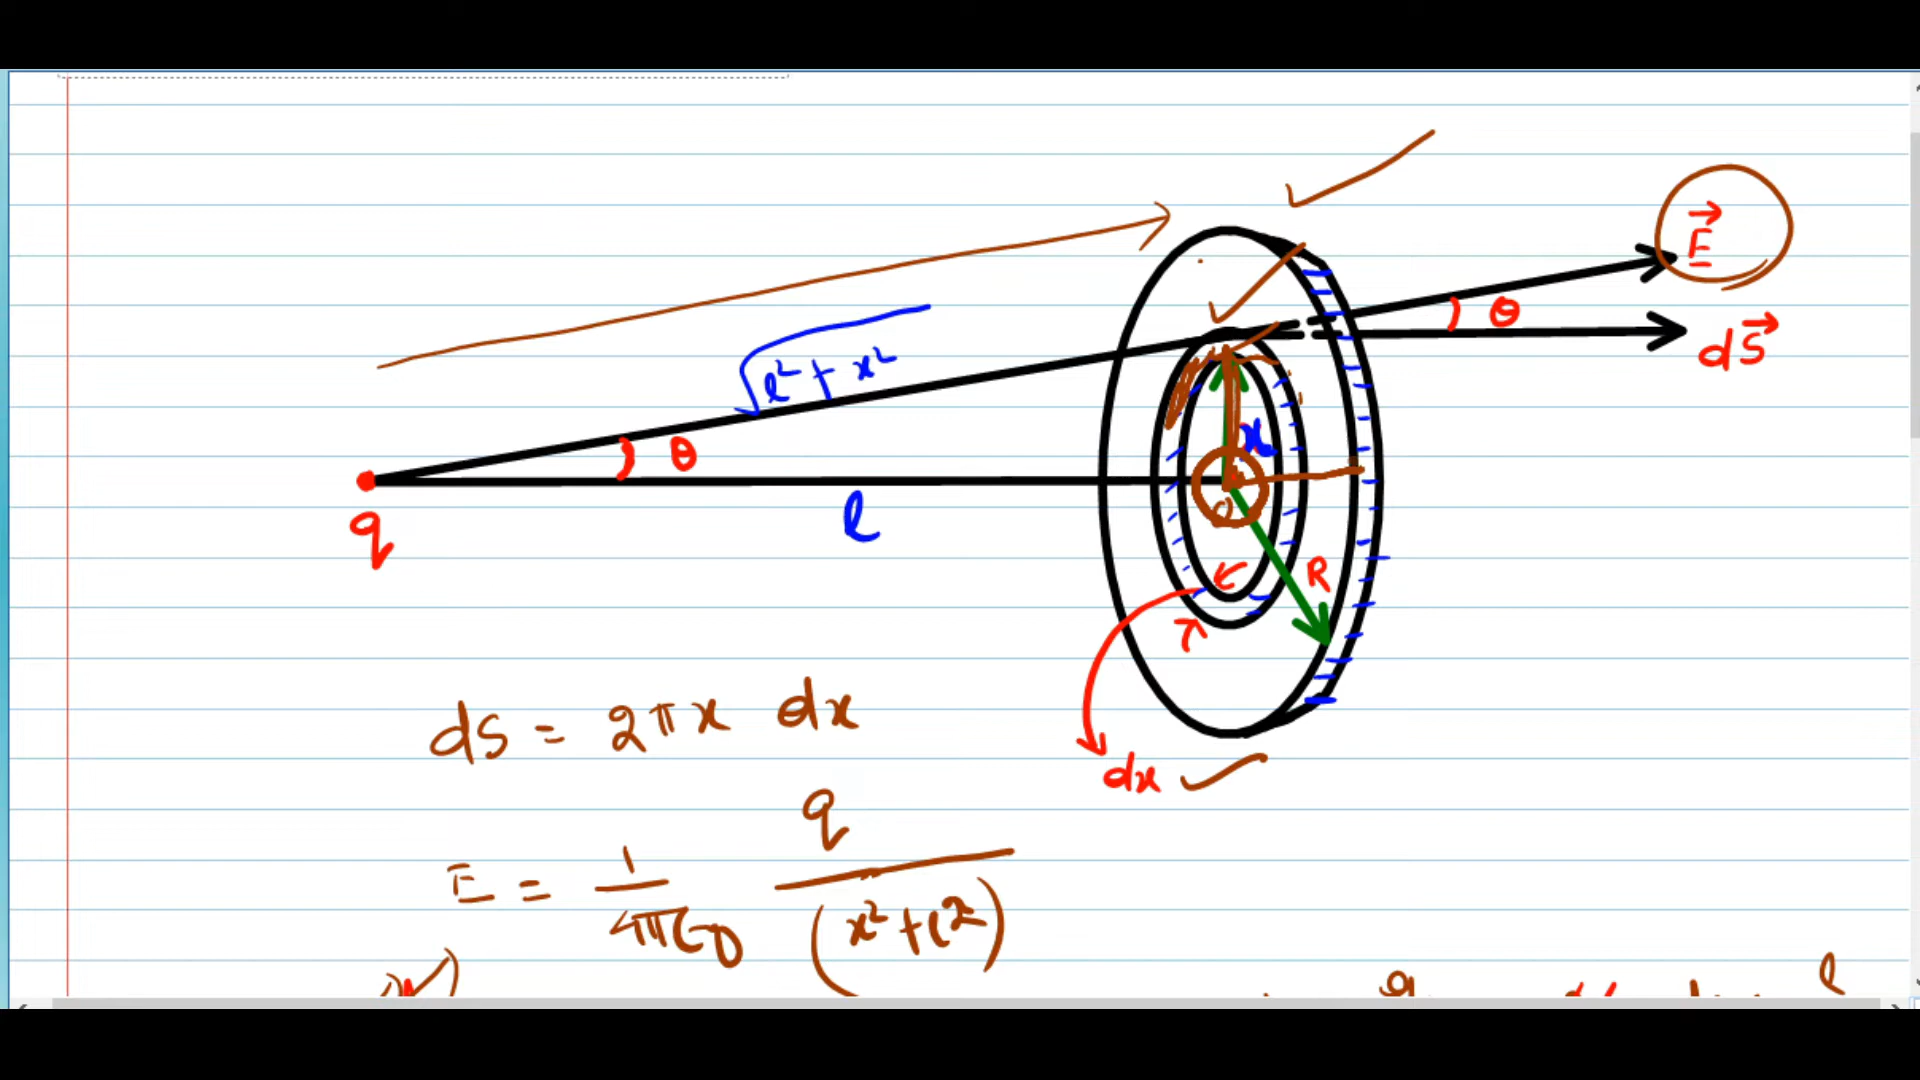 E⃗
θ
dS⃗
√l² + x²
θ
x
q
l
O
R
dS = 2πx dx
dx
E = 1/4πε0 q/(x² + l²)